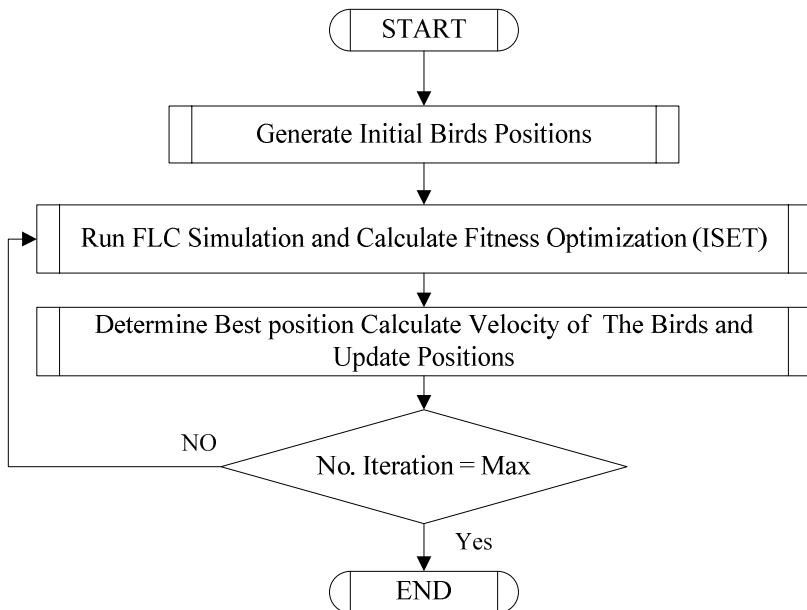 START
Generate Initial Birds Positions
Run FLC Simulation and Calculate Fitness Optimization (ISET)
Determine Best position Calculate Velocity of The Birds and
Update Positions
NO
No. Iteration = Max
Yes
END